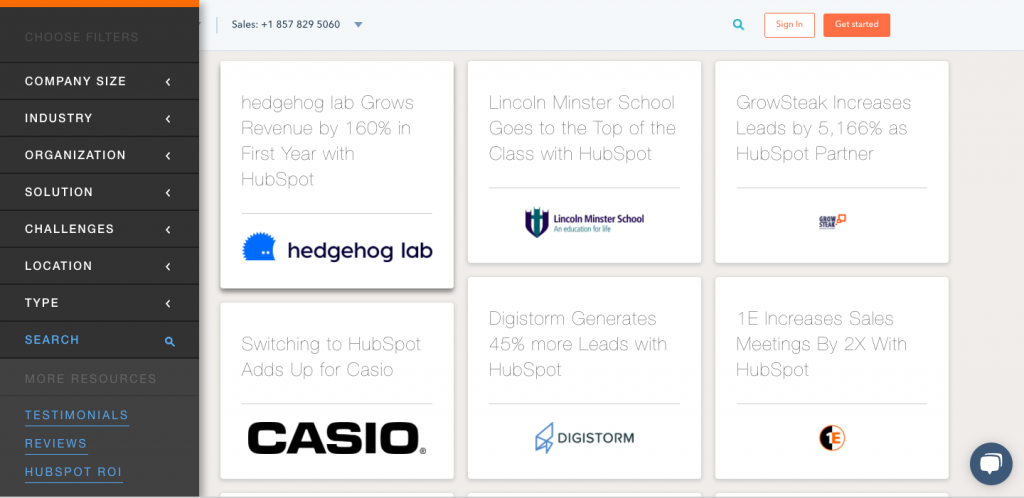 CHOOSE FILTERS
COMPANY SIZE
INDUSTRY
ORGANIZATION
SOLUTION
CHALLENGES
LOCATION
TYPE
SEARCH
MORE RESOURCES
TESTIMONIALS
REVIEWS
HUBSPOT ROI
Sales: +1 857 829 5060
Sign In
Get started
hedgehog lab Grows
Revenue by 160% in
First Year with
HubSpot
hedgehog lab
Lincoln Minster School
Goes to the Top of the
Class with HubSpot
Lincoln Minster School
An education for life
GrowSteak Increases
Leads by 5,166% as
HubSpot Partner
GROW
STEAK
Switching to HubSpot
Adds Up for Casio
CASIO®
Digistorm Generates
45% more Leads with
HubSpot
DIGISTORM
1E Increases Sales
Meetings By 2X With
HubSpot
1E